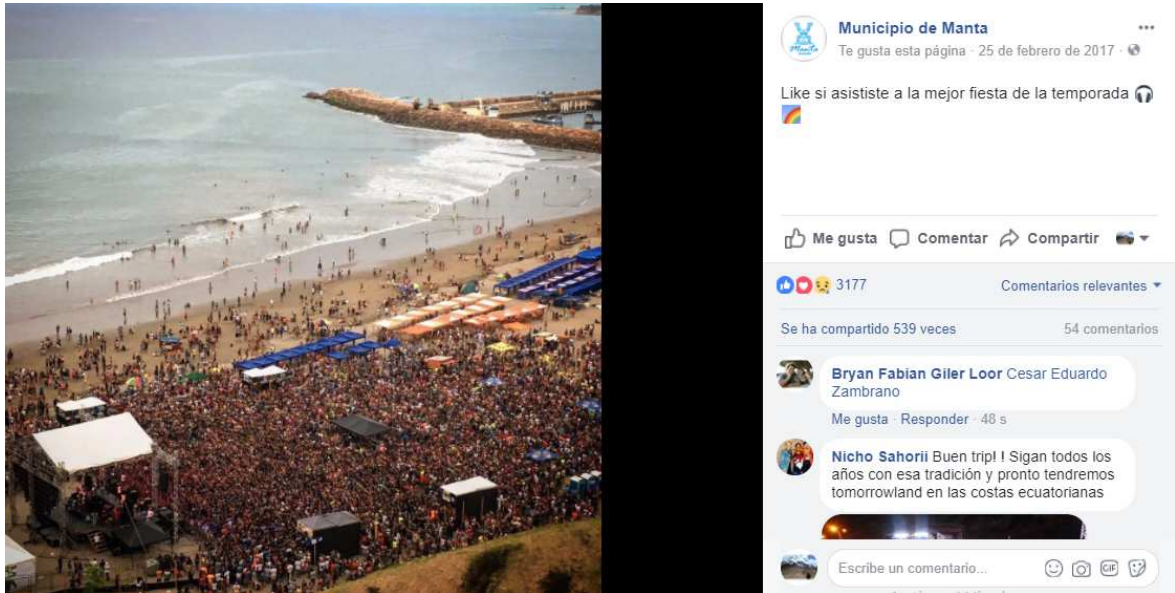 Municipio de Manta
Te gusta esta página · 25 de febrero de 2017 ·
Like si asististe a la mejor fiesta de la temporada 🎧
🌈
Me gusta Comentar Compartir
3177 Comentarios relevantes
Se ha compartido 539 veces 54 comentarios
Bryan Fabian Giler Loor Cesar Eduardo
Zambrano
Me gusta · Responder · 48 s
Nicho Sahorii Buen trip! ! Sigan todos los
años con esa tradición y pronto tendremos
tomorrowland en las costas ecuatorianas
Escribe un comentario... GIF